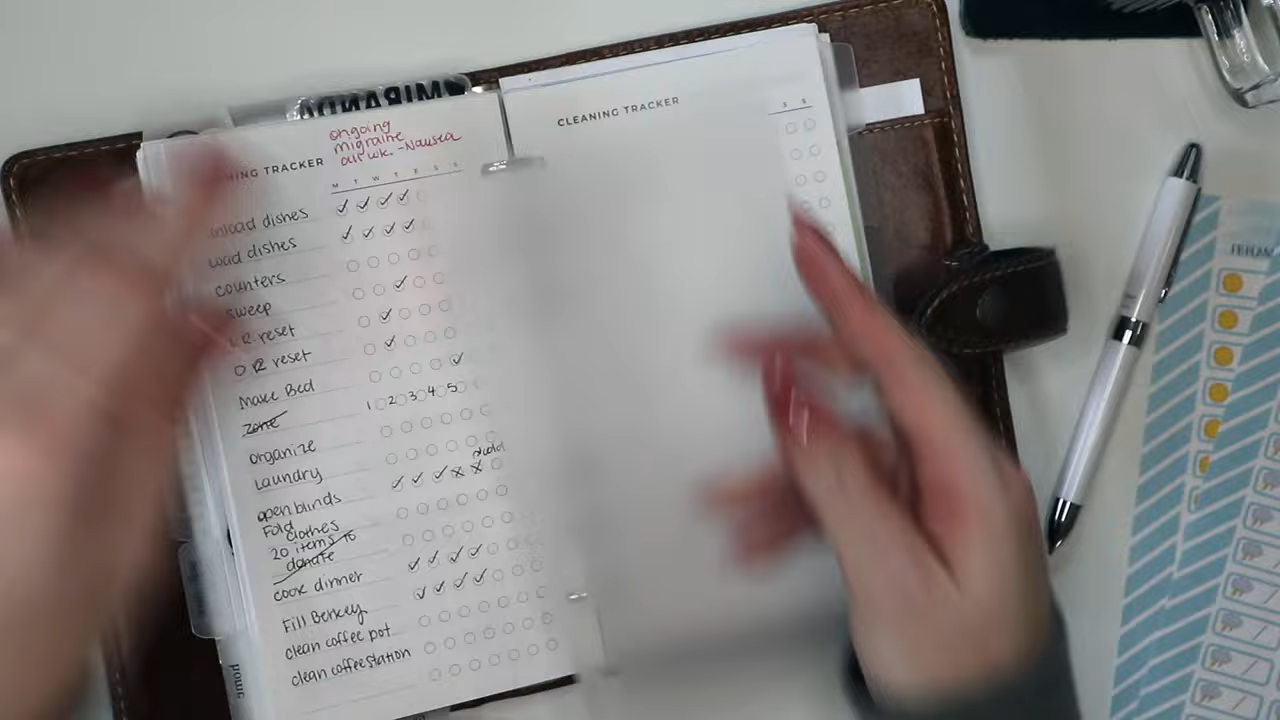 MIRANDA
ongoing
migraine
all wk. - Nausea
CLEANING TRACKER
TRACKER
M T W T F S S
S S
unload dishes
load dishes
counters
sweep
LR reset
DR reset
Make Bed
Zone
1 2 3 4 5
organize
Laundry
open blinds
Fold
clothes
20 items to
donate
cook dinner
Fill Berkey
clean coffee pot
clean coffee station